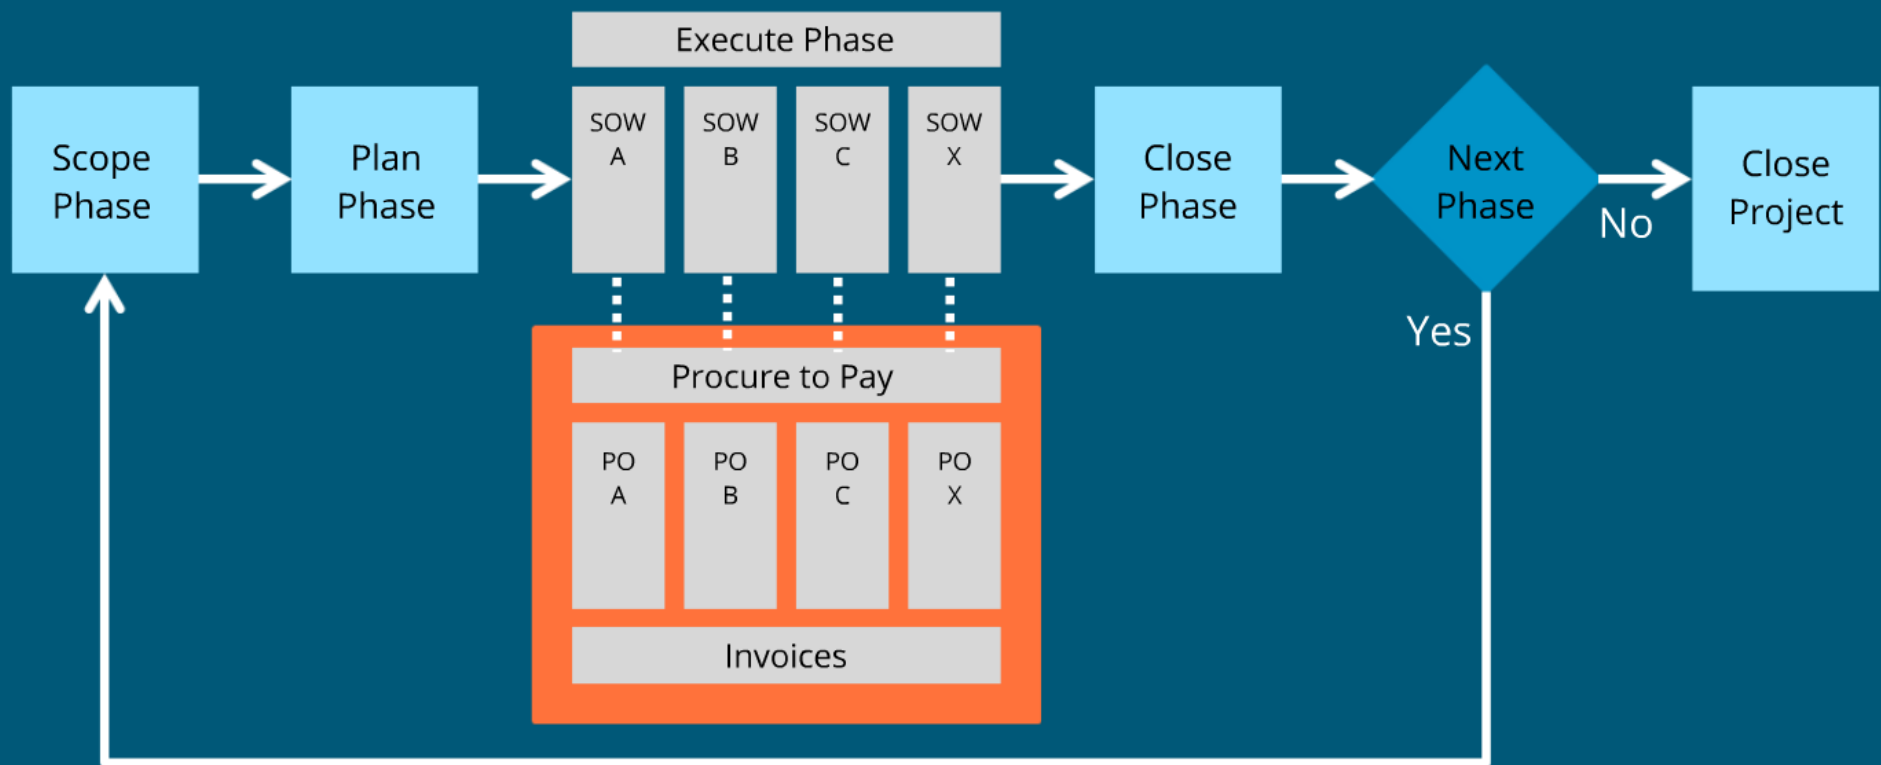 Execute Phase
Scope
Phase
Plan
Phase
SOW
A
SOW
B
SOW
C
SOW
X
Close
Phase
Next
Phase
No
Close
Project
Yes
Procure to Pay
PO
A
PO
B
PO
C
PO
X
Invoices